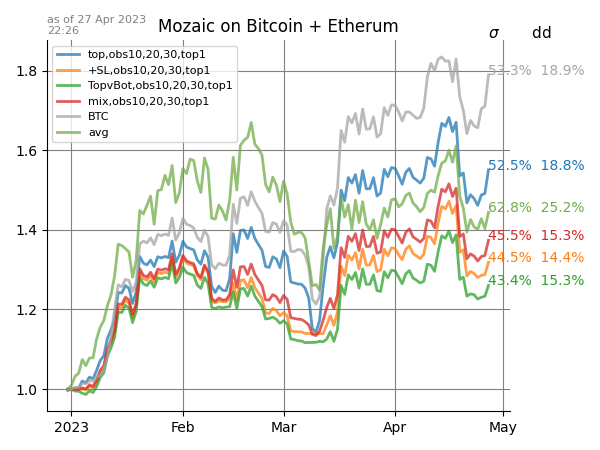 as of 27 Apr 2023
22:26
Mozaic on Bitcoin + Etherum
σ dd
top,obs10,20,30,top1
+SL,obs10,20,30,top1
TopvBot,obs10,20,30,top1
mix,obs10,20,30,top1
BTC
avg
53.3% 18.9%
52.5% 18.8%
62.8% 25.2%
45.5% 15.3%
44.5% 14.4%
43.4% 15.3%
1.8
1.6
1.4
1.2
1.0
2023 Feb Mar Apr May